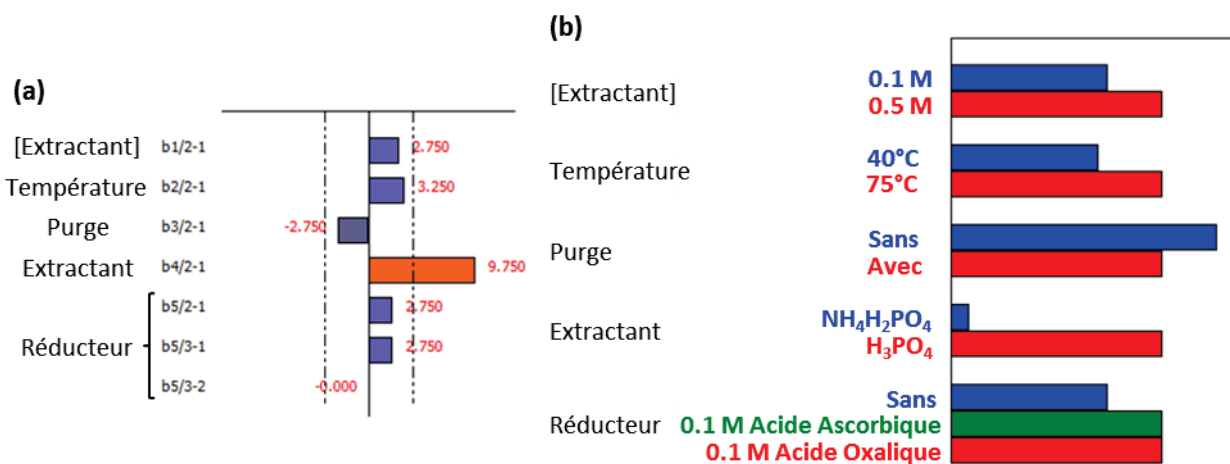 (a)
[Extractant] b1/2-1 2.750
Température b2/2-1 3.250
Purge b3/2-1 -2.750
Extractant b4/2-1 9.750
b5/2-1 2.750
Réducteur b5/3-1 2.750
b5/3-2 -0.000
(b)
[Extractant] 0.1 M
0.5 M
Température 40°C
75°C
Purge Sans
Avec
Extractant NH4H2PO4
H3PO4
Réducteur Sans
0.1 M Acide Ascorbique
0.1 M Acide Oxalique